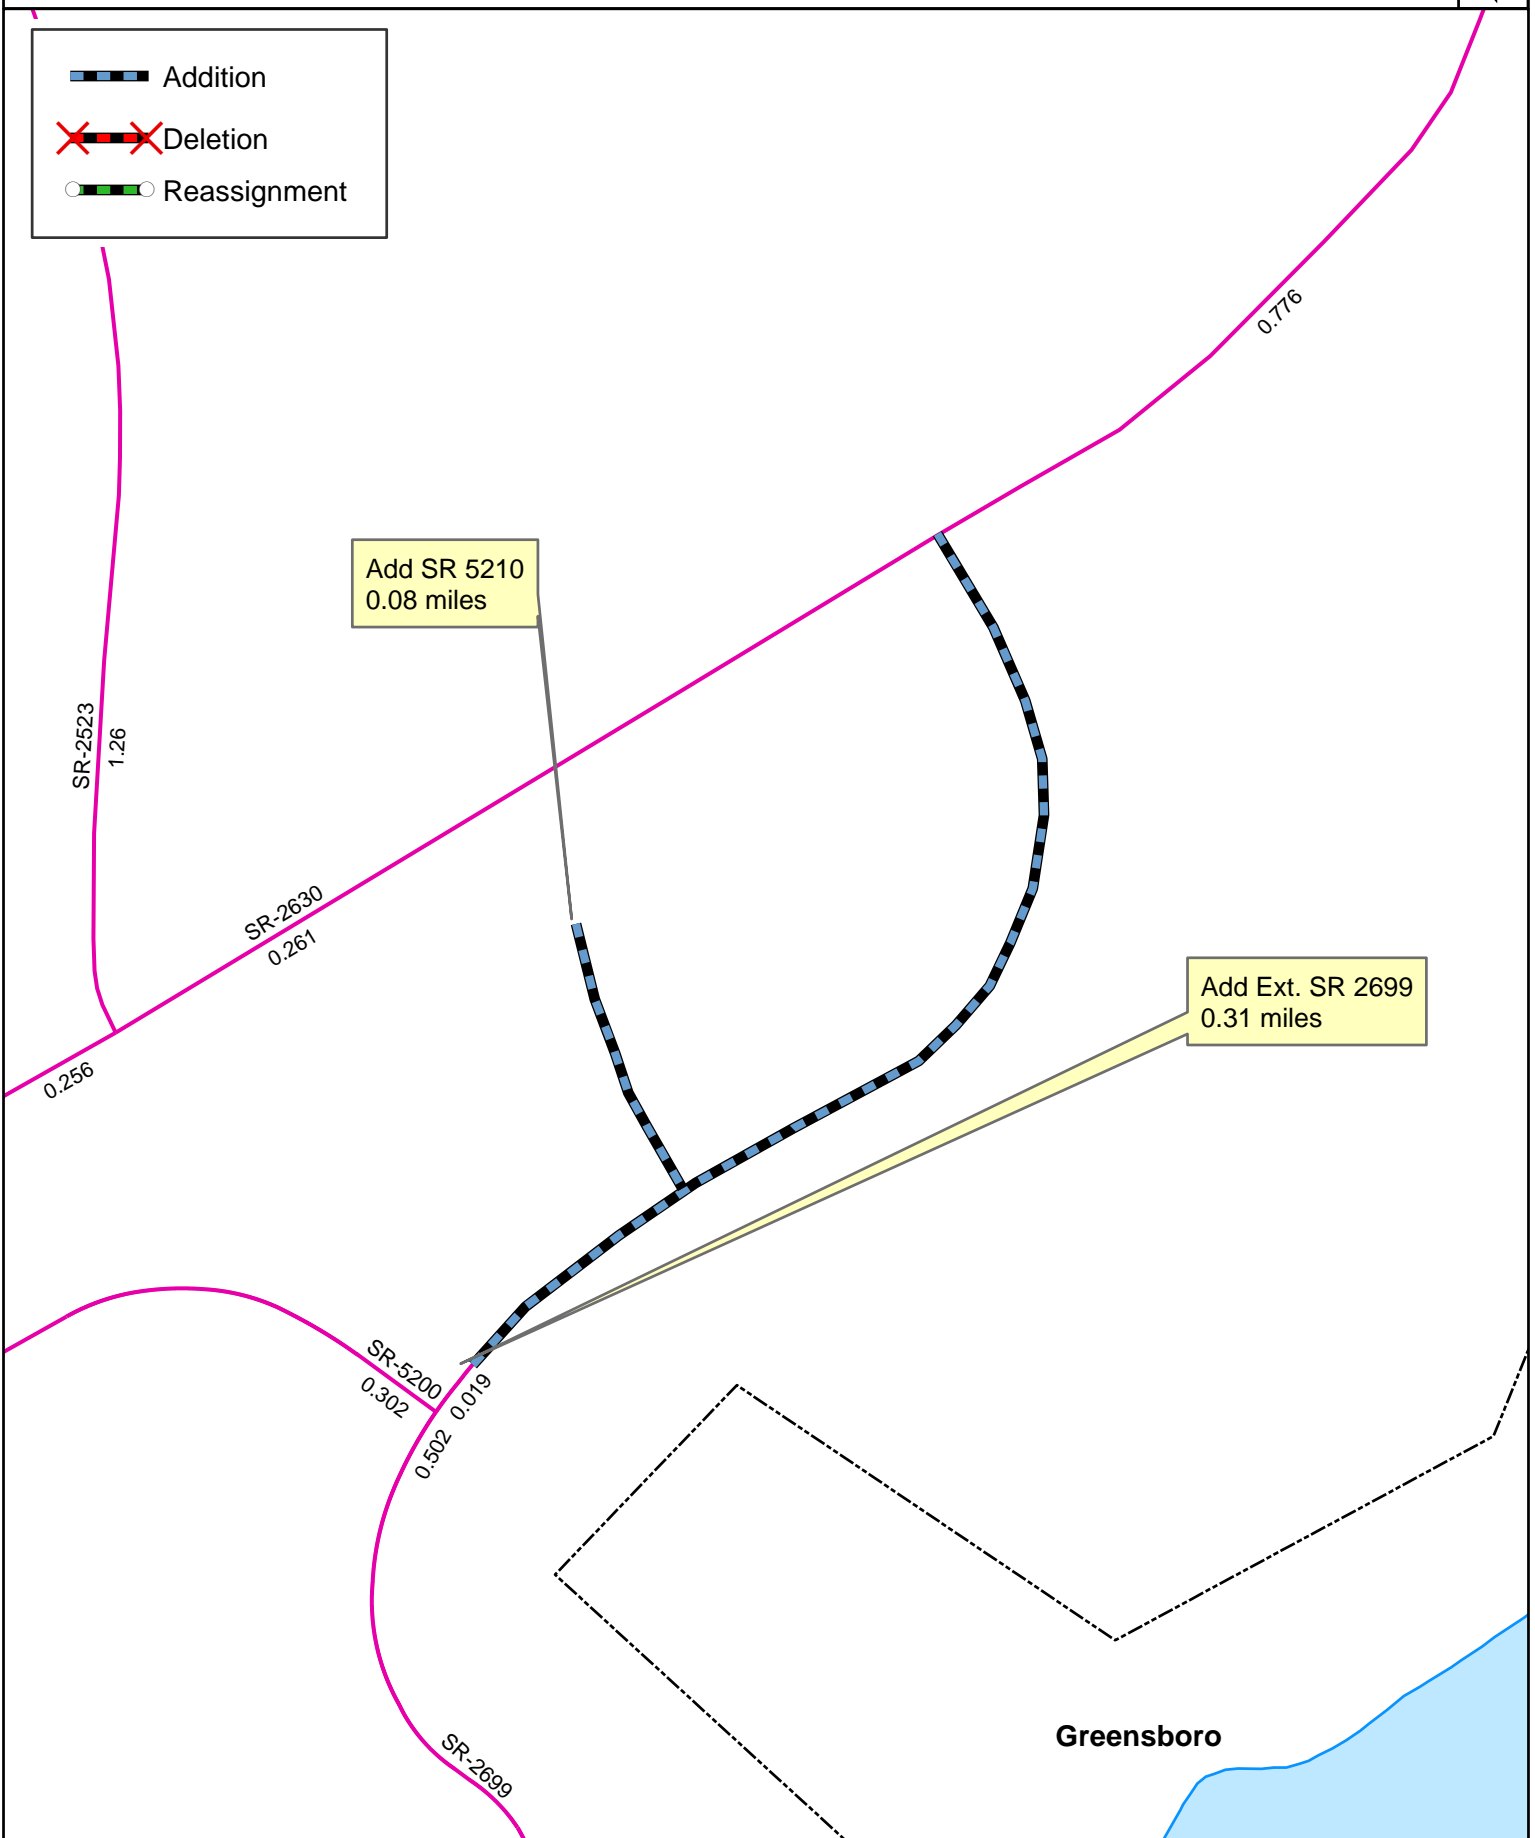 Addition
Deletion
Reassignment
0.776
Add SR 5210
0.08 miles
SR-2523
1.26
SR-2630
0.261
Add Ext. SR 2699
0.31 miles
0.256
SR-5200
0.302
0.019
0.502
Greensboro
SR-2699